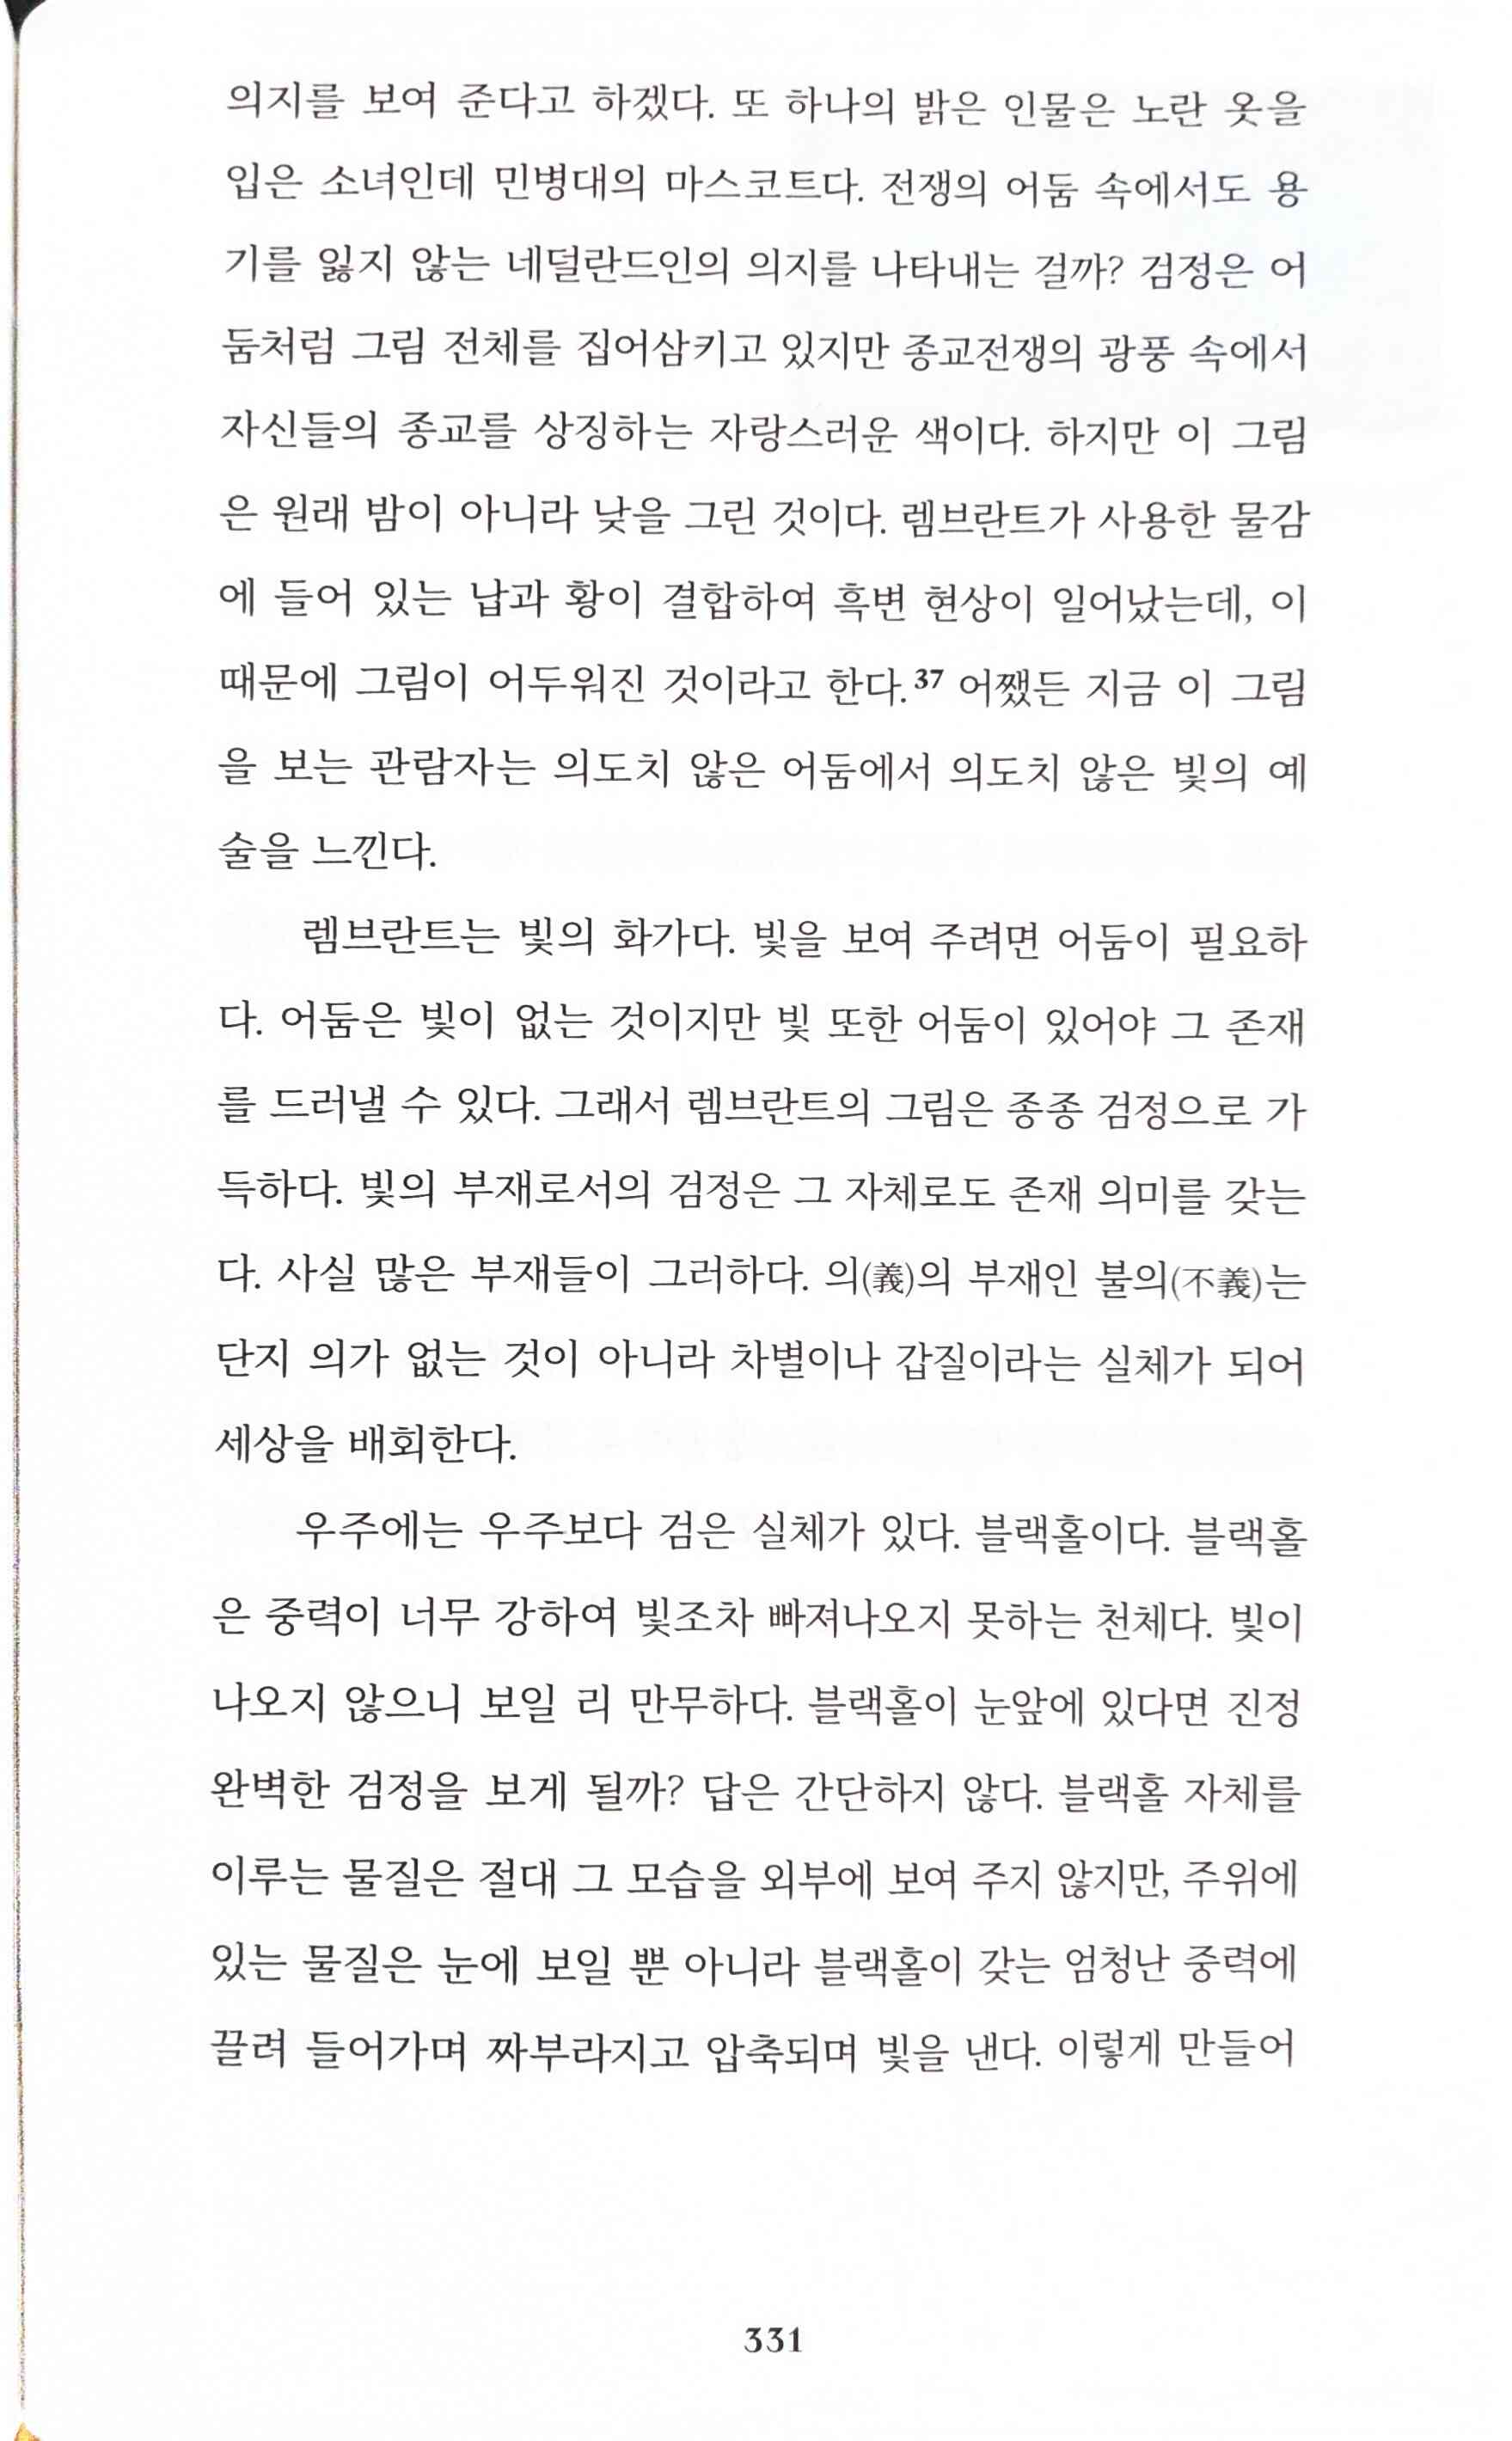 의지를 보여 준다고 하겠다. 또 하나의 밝은 인물은 노란 옷을
입은 소녀인데 민병대의 마스코트다. 전쟁의 어둠 속에서도 용
기를 잃지 않는 네덜란드인의 의지를 나타내는 걸까? 검정은 어
둠처럼 그림 전체를 집어삼키고 있지만 종교전쟁의 광풍 속에서
자신들의 종교를 상징하는 자랑스러운 색이다. 하지만 이 그림
은 원래 밤이 아니라 낮을 그린 것이다. 렘브란트가 사용한 물감
에 들어 있는 납과 황이 결합하여 흑변 현상이 일어났는데, 이
때문에 그림이 어두워진 것이라고 한다.37 어쨌든 지금 이 그림
을 보는 관람자는 의도치 않은 어둠에서 의도치 않은 빛의 예
술을 느낀다.
렘브란트는 빛의 화가다. 빛을 보여 주려면 어둠이 필요하
다. 어둠은 빛이 없는 것이지만 빛 또한 어둠이 있어야 그 존재
를 드러낼 수 있다. 그래서 렘브란트의 그림은 종종 검정으로 가
득하다. 빛의 부재로서의 검정은 그 자체로도 존재 의미를 갖는
다. 사실 많은 부재들이 그러하다. 의(義)의 부재인 불의(不義)는
단지 의가 없는 것이 아니라 차별이나 갑질이라는 실체가 되어
세상을 배회한다.
우주에는 우주보다 검은 실체가 있다. 블랙홀이다. 블랙홀
은 중력이 너무 강하여 빛조차 빠져나오지 못하는 천체다. 빛이
나오지 않으니 보일 리 만무하다. 블랙홀이 눈앞에 있다면 진정
완벽한 검정을 보게 될까? 답은 간단하지 않다. 블랙홀 자체를
이루는 물질은 절대 그 모습을 외부에 보여 주지 않지만, 주위에
있는 물질은 눈에 보일 뿐 아니라 블랙홀이 갖는 엄청난 중력에
끌려 들어가며 짜부라지고 압축되며 빛을 낸다. 이렇게 만들어
331